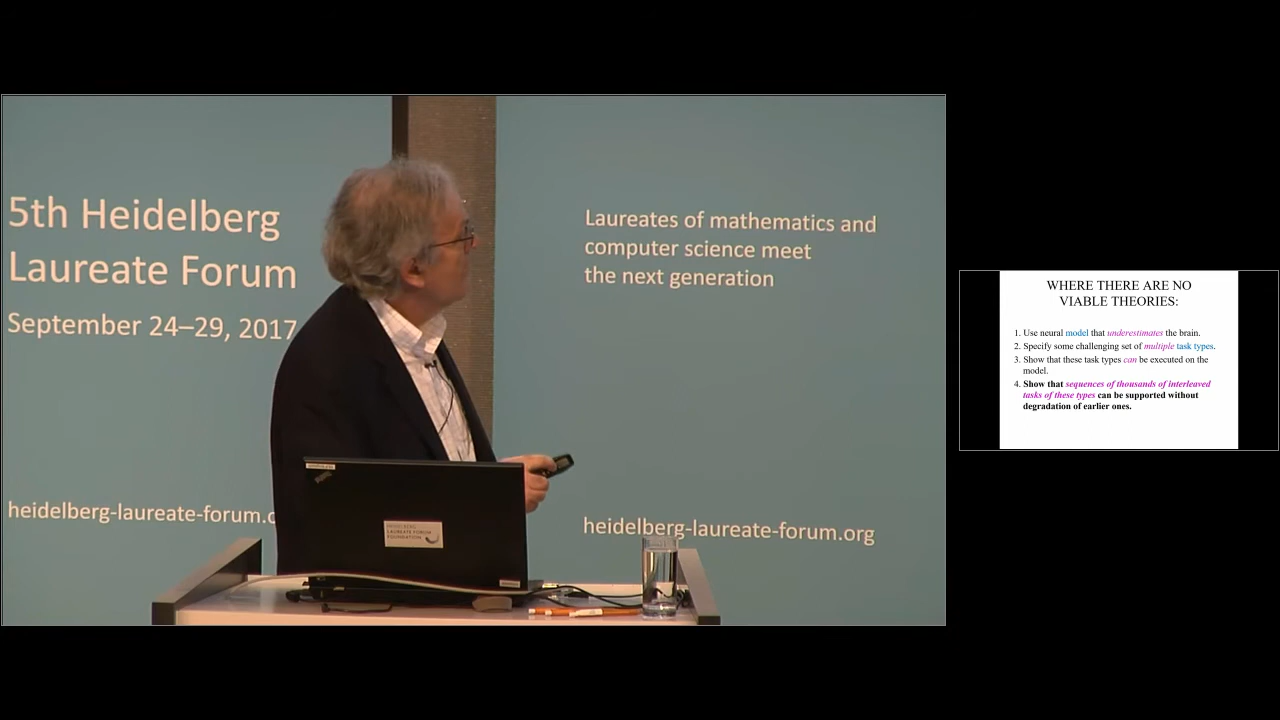 5th Heidelberg
Laureate Forum
September 24–29, 2017
heidelberg-laureate-forum.o
Laureates of mathematics and
computer science meet
the next generation
heidelberg-laureate-forum.org
HEIDELBERG
LAUREATE FORUM
FOUNDATION
WHERE THERE ARE NO
VIABLE THEORIES:
1. Use neural model that underestimates the brain.
2. Specify some challenging set of multiple task types.
3. Show that these task types can be executed on the
model.
4. Show that sequences of thousands of interleaved
tasks of these types can be supported without
degradation of earlier ones.